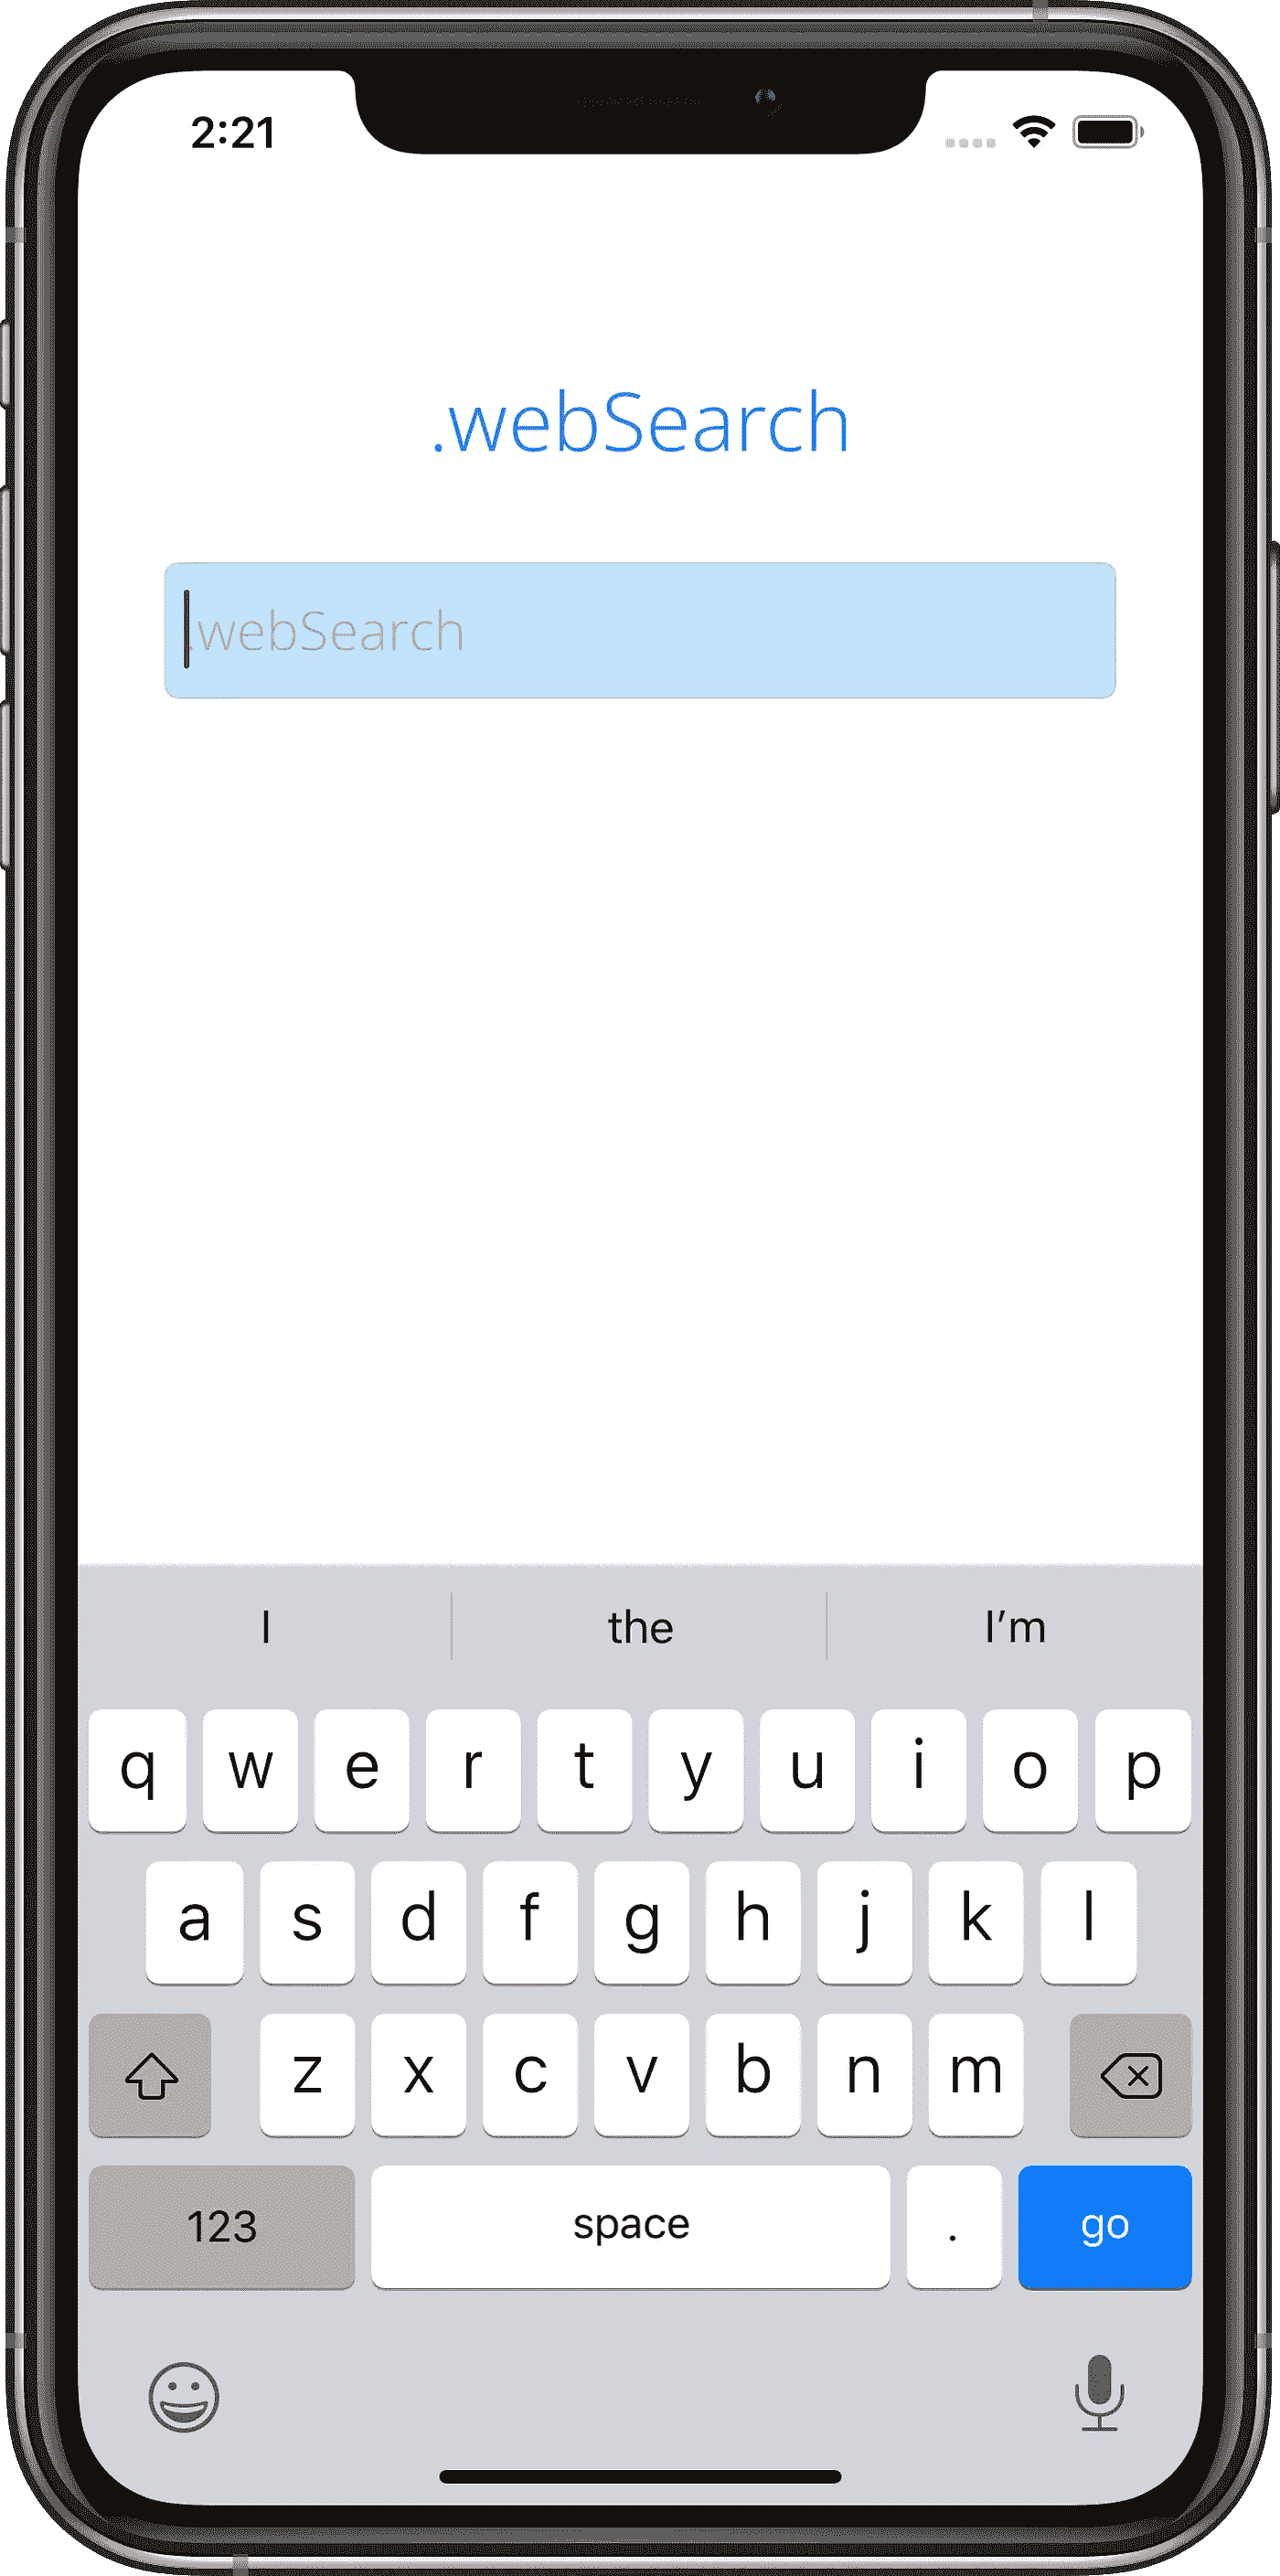 2:21
.webSearch
.webSearch
I the I’m
q w e r t y u i o p
a s d f g h j k l
z x c v b n m
123 space . go